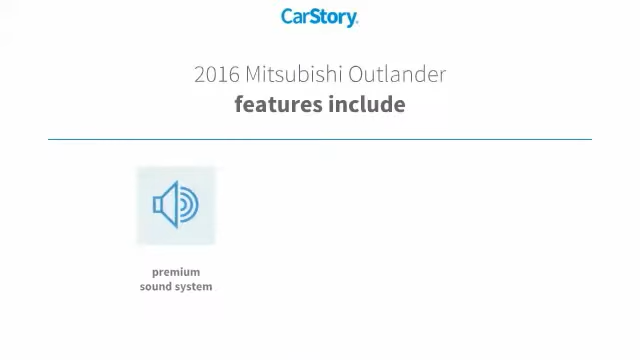 CarStory.
2016 Mitsubishi Outlander
features include
premium
sound system